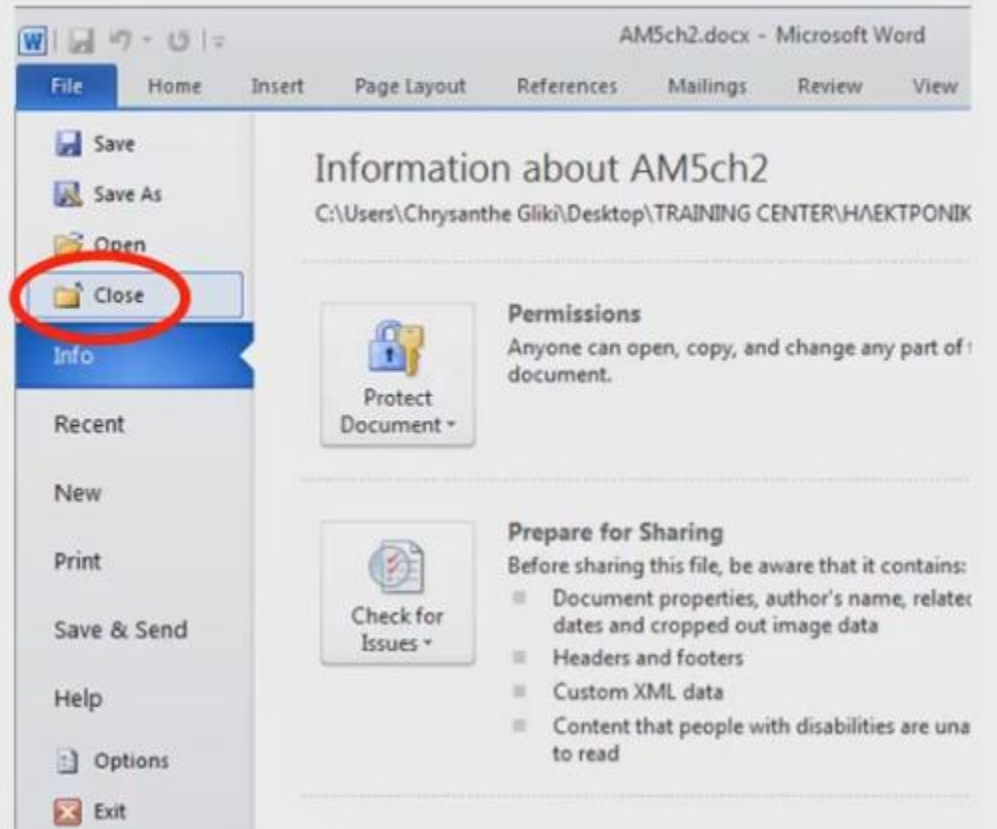 AM5ch2.docx - Microsoft Word
File Home Insert Page Layout References Mailings Review View
Save
Save As
Open
Close
Info
Recent
New
Print
Save & Send
Help
Options
Exit
Information about AM5ch2
C:\Users\Chrysanthe Gliki\Desktop\TRAINING CENTER\ΗΛΕΚΤΡΟΝΙΚ
Protect
Document
Permissions
Anyone can open, copy, and change any part of
document.
Check for
Issues
Prepare for Sharing
Before sharing this file, be aware that it contains:
Document properties, author's name,
dates and cropped out image data
Headers and footers
Custom XML data
Content that people with disabilities are
to read